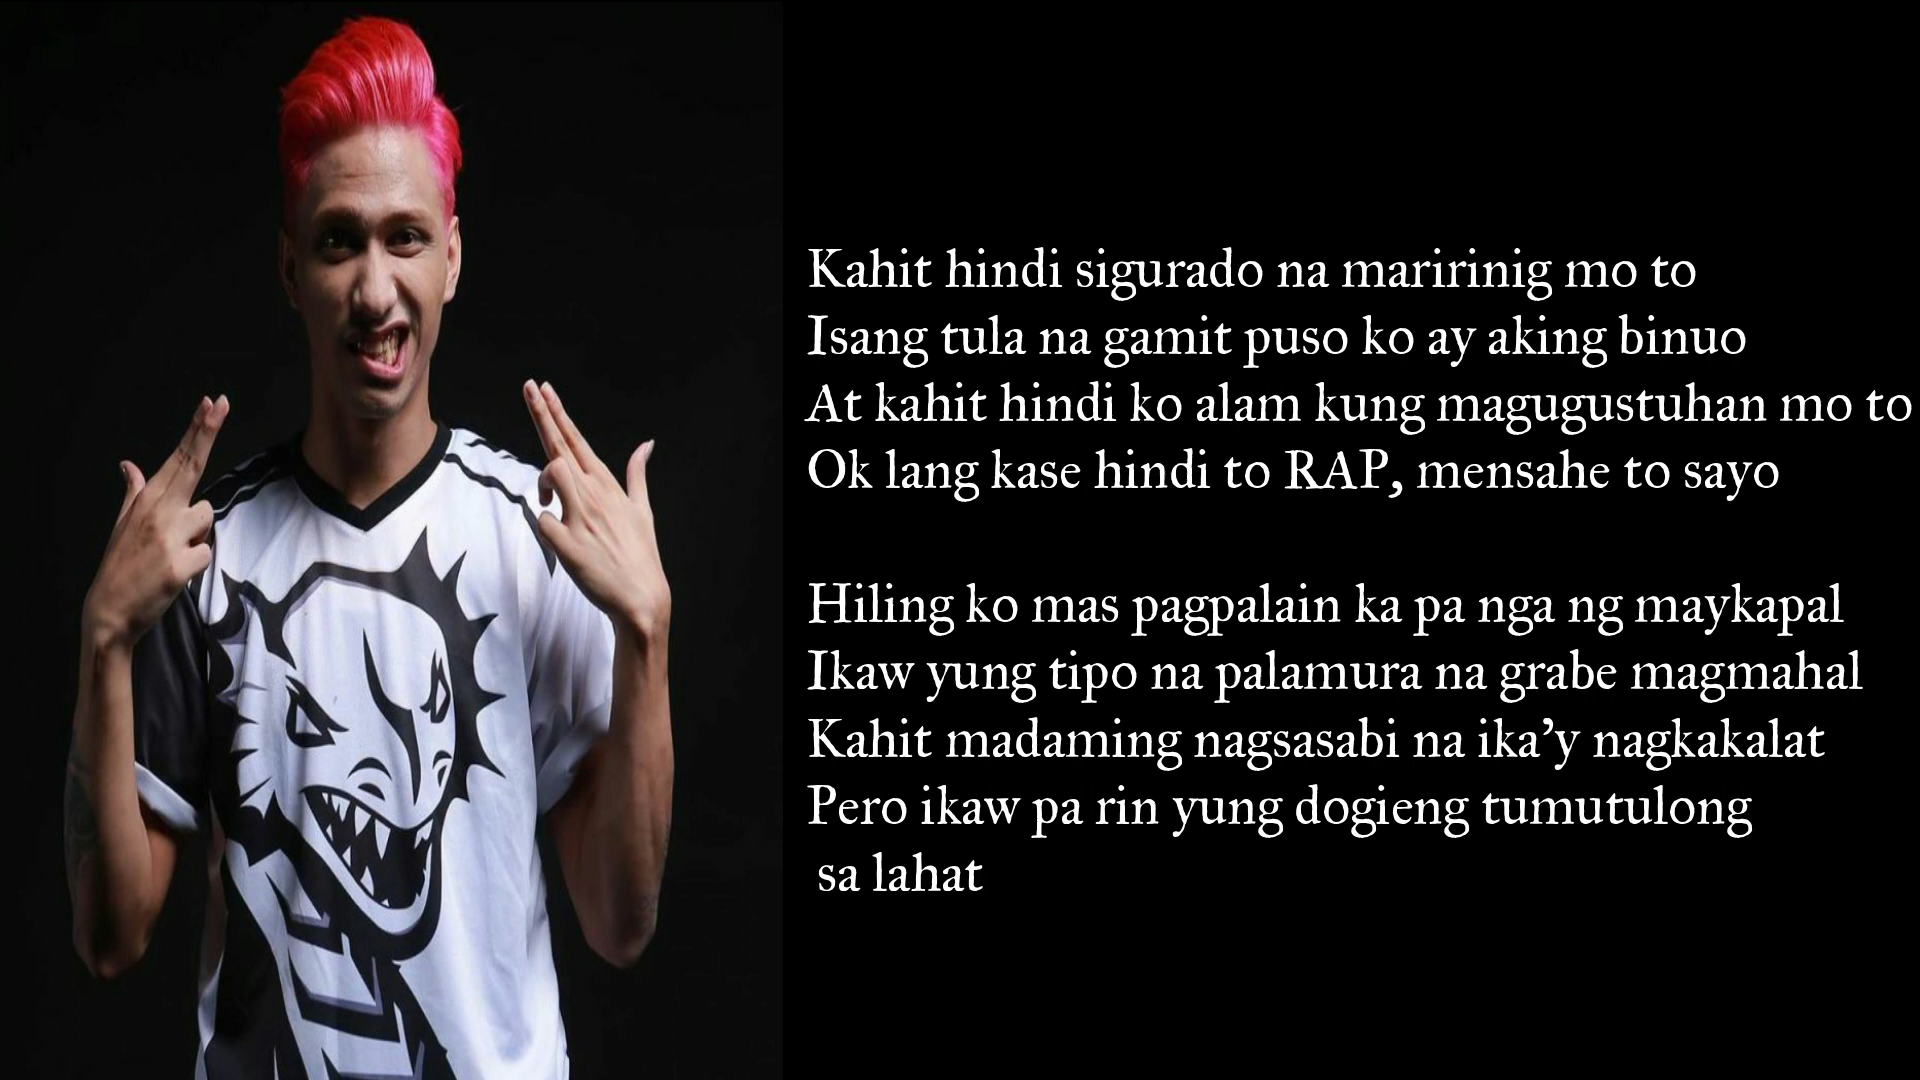 Kahit hindi sigurado na maririnig mo to
Isang tula na gamit puso ko ay aking binuo
At kahit hindi ko alam kung magugustuhan mo to
Ok lang kase hindi to RAP, mensahe to sayo
Hiling ko mas pagpalain ka pa nga ng maykapal
Ikaw yung tipo na palamura na grabe magmahal
Kahit madaming nagsasabi na ika'y nagkakalat
Pero ikaw pa rin yung dogieng tumutulong
sa lahat